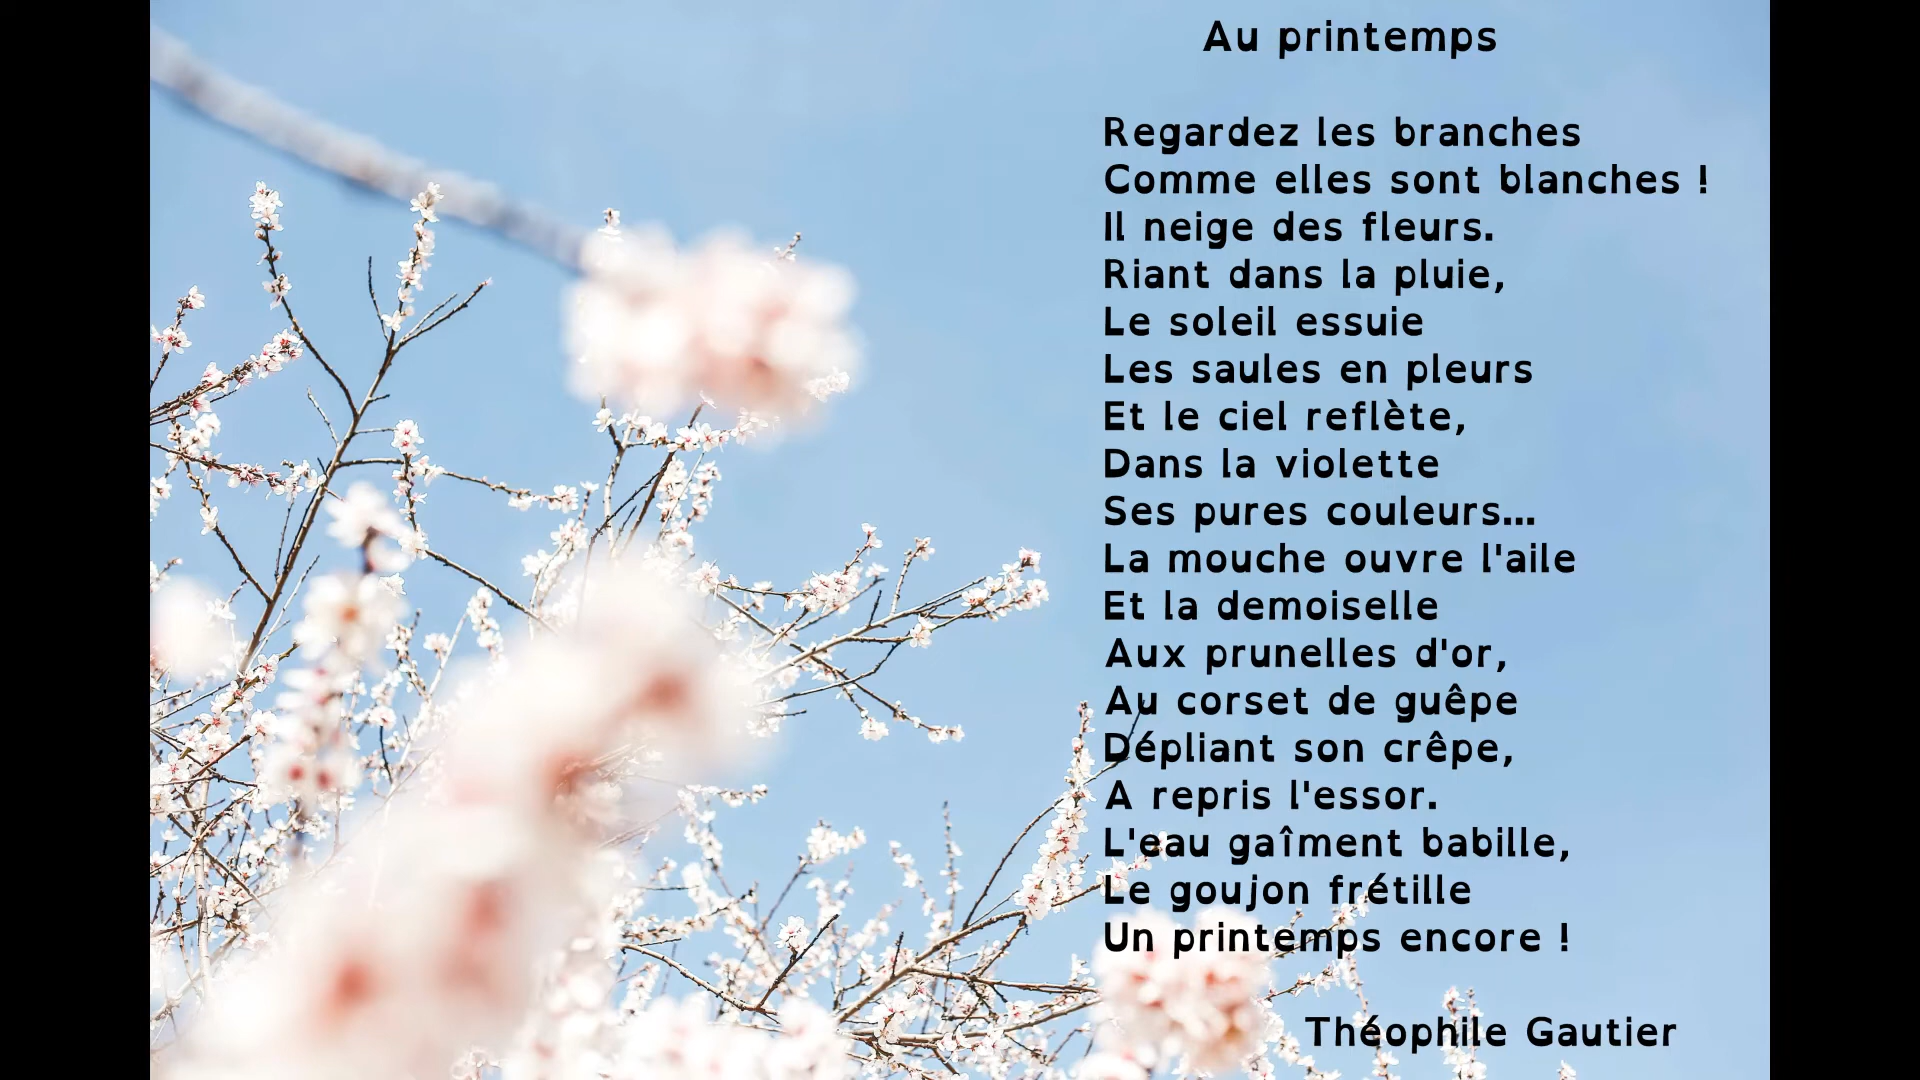 Au printemps
Regardez les branches
Comme elles sont blanches !
Il neige des fleurs.
Riant dans la pluie,
Le soleil essuie
Les saules en pleurs
Et le ciel reflète,
Dans la violette
Ses pures couleurs...
La mouche ouvre l'aile
Et la demoiselle
Aux prunelles d'or,
Au corset de guêpe
Dépliant son crêpe,
A repris l'essor.
L'eau gaîment babille,
Le goujon frétille
Un printemps encore !
Théophile Gautier